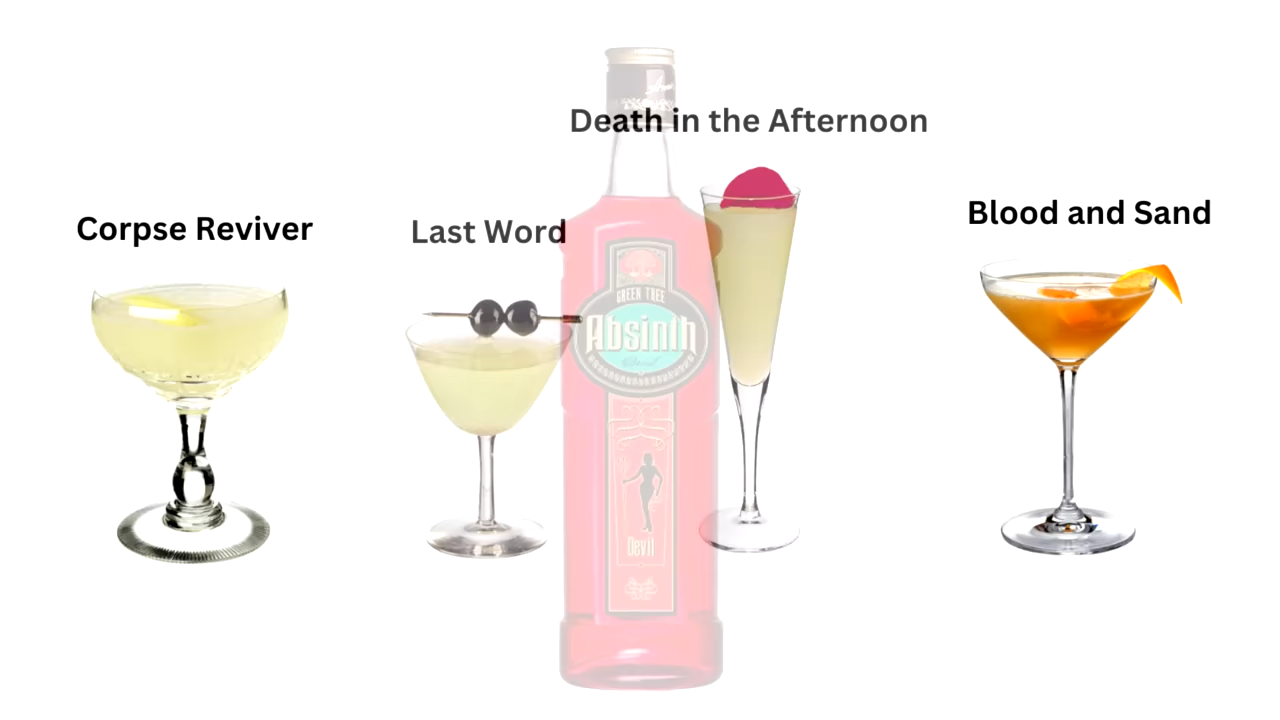 Death in the Afternoon
Blood and Sand
Corpse Reviver
Last Word
GREEN TREE
Absinth
Devil